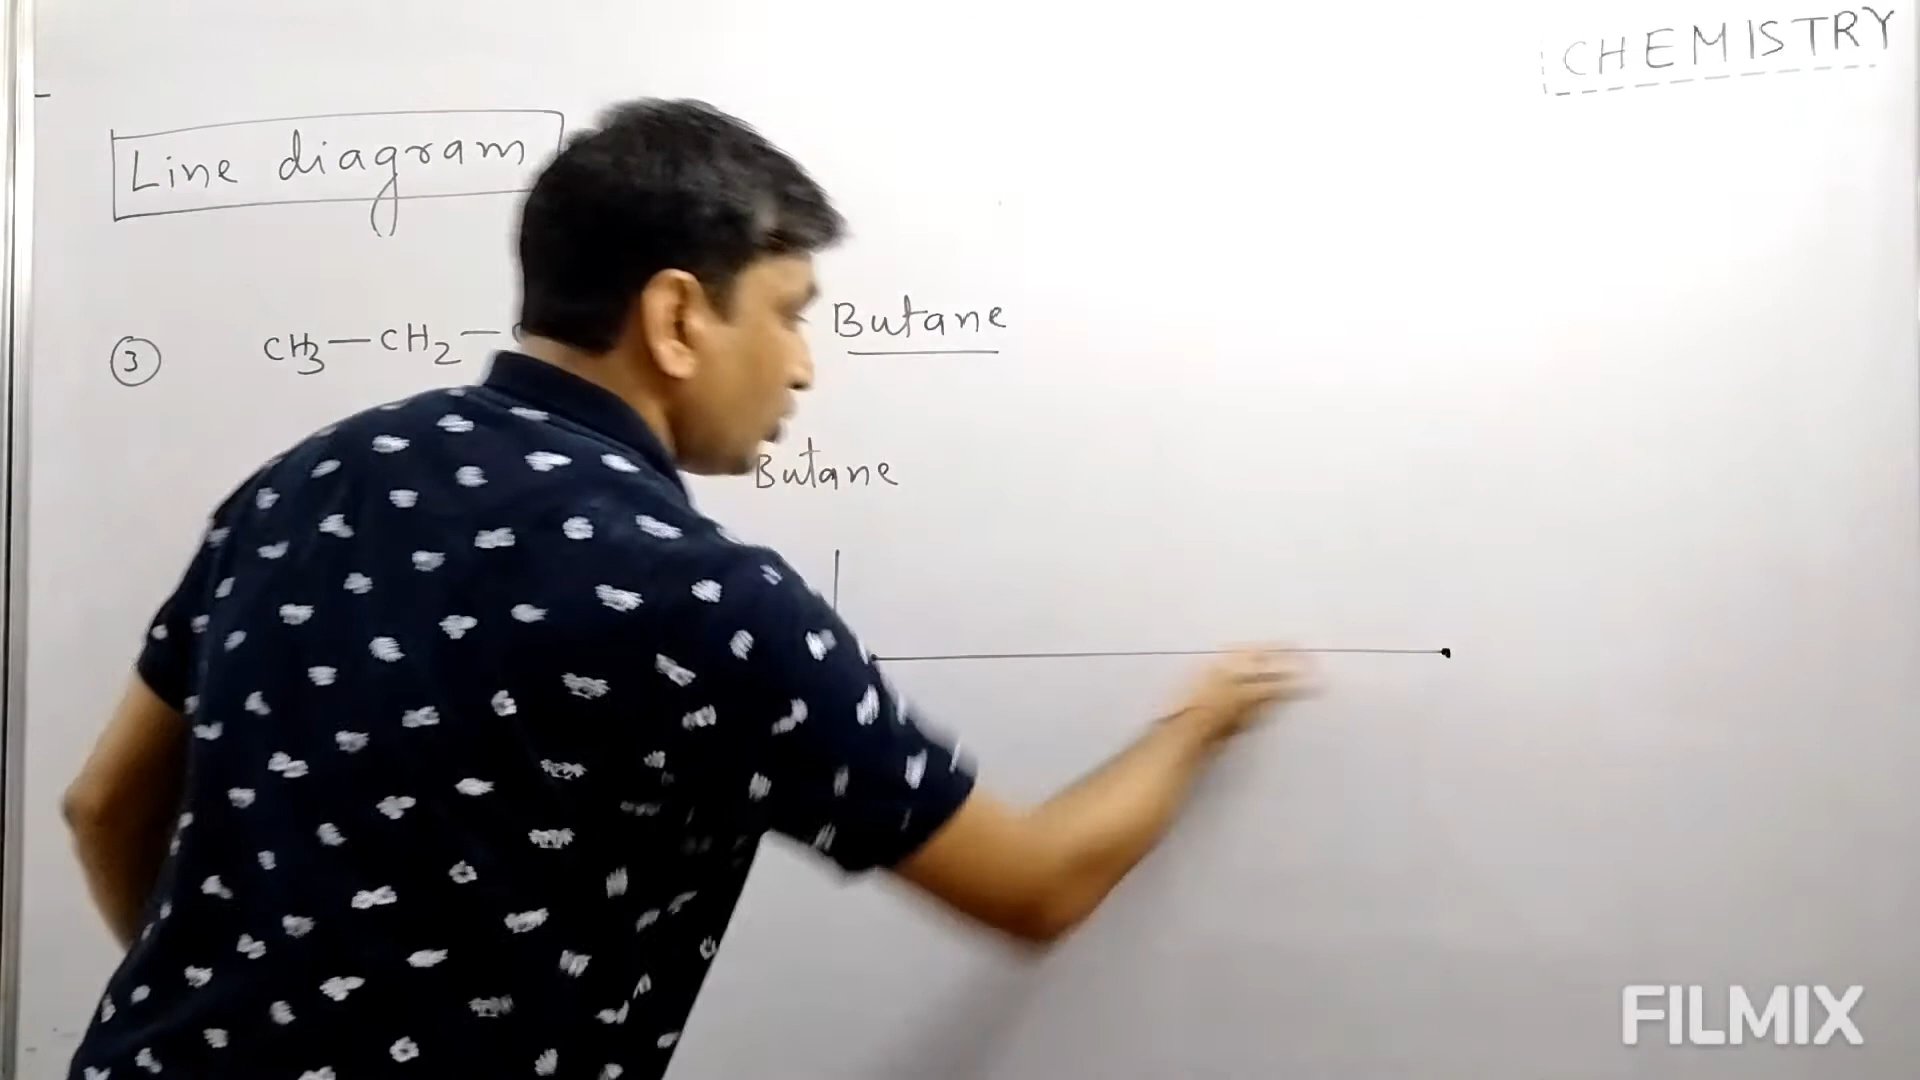 CHEMISTRY
Line diagram
③ CH3—CH2— Butane
Butane
FILMIX